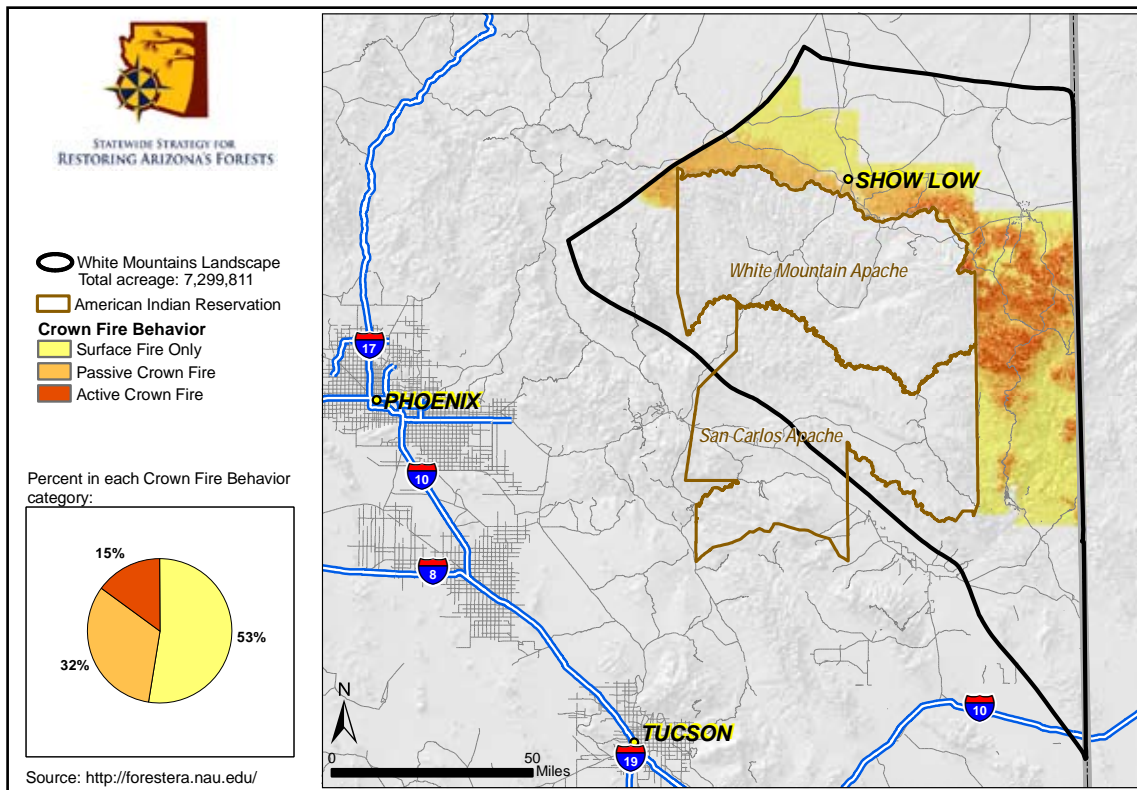 STATEWIDE STRATEGY FOR
RESTORING ARIZONA'S FORESTS
White Mountains Landscape
Total acreage: 7,299,811
American Indian Reservation
Crown Fire Behavior
Surface Fire Only
Passive Crown Fire
Active Crown Fire
Percent in each Crown Fire Behavior
category:
15%
53%
32%
Source: http://forestera.nau.edu/
SHOW LOW
White Mountain Apache
17
PHOENIX
San Carlos Apache
10
8
N
TUCSON
10
19
0
50
Miles